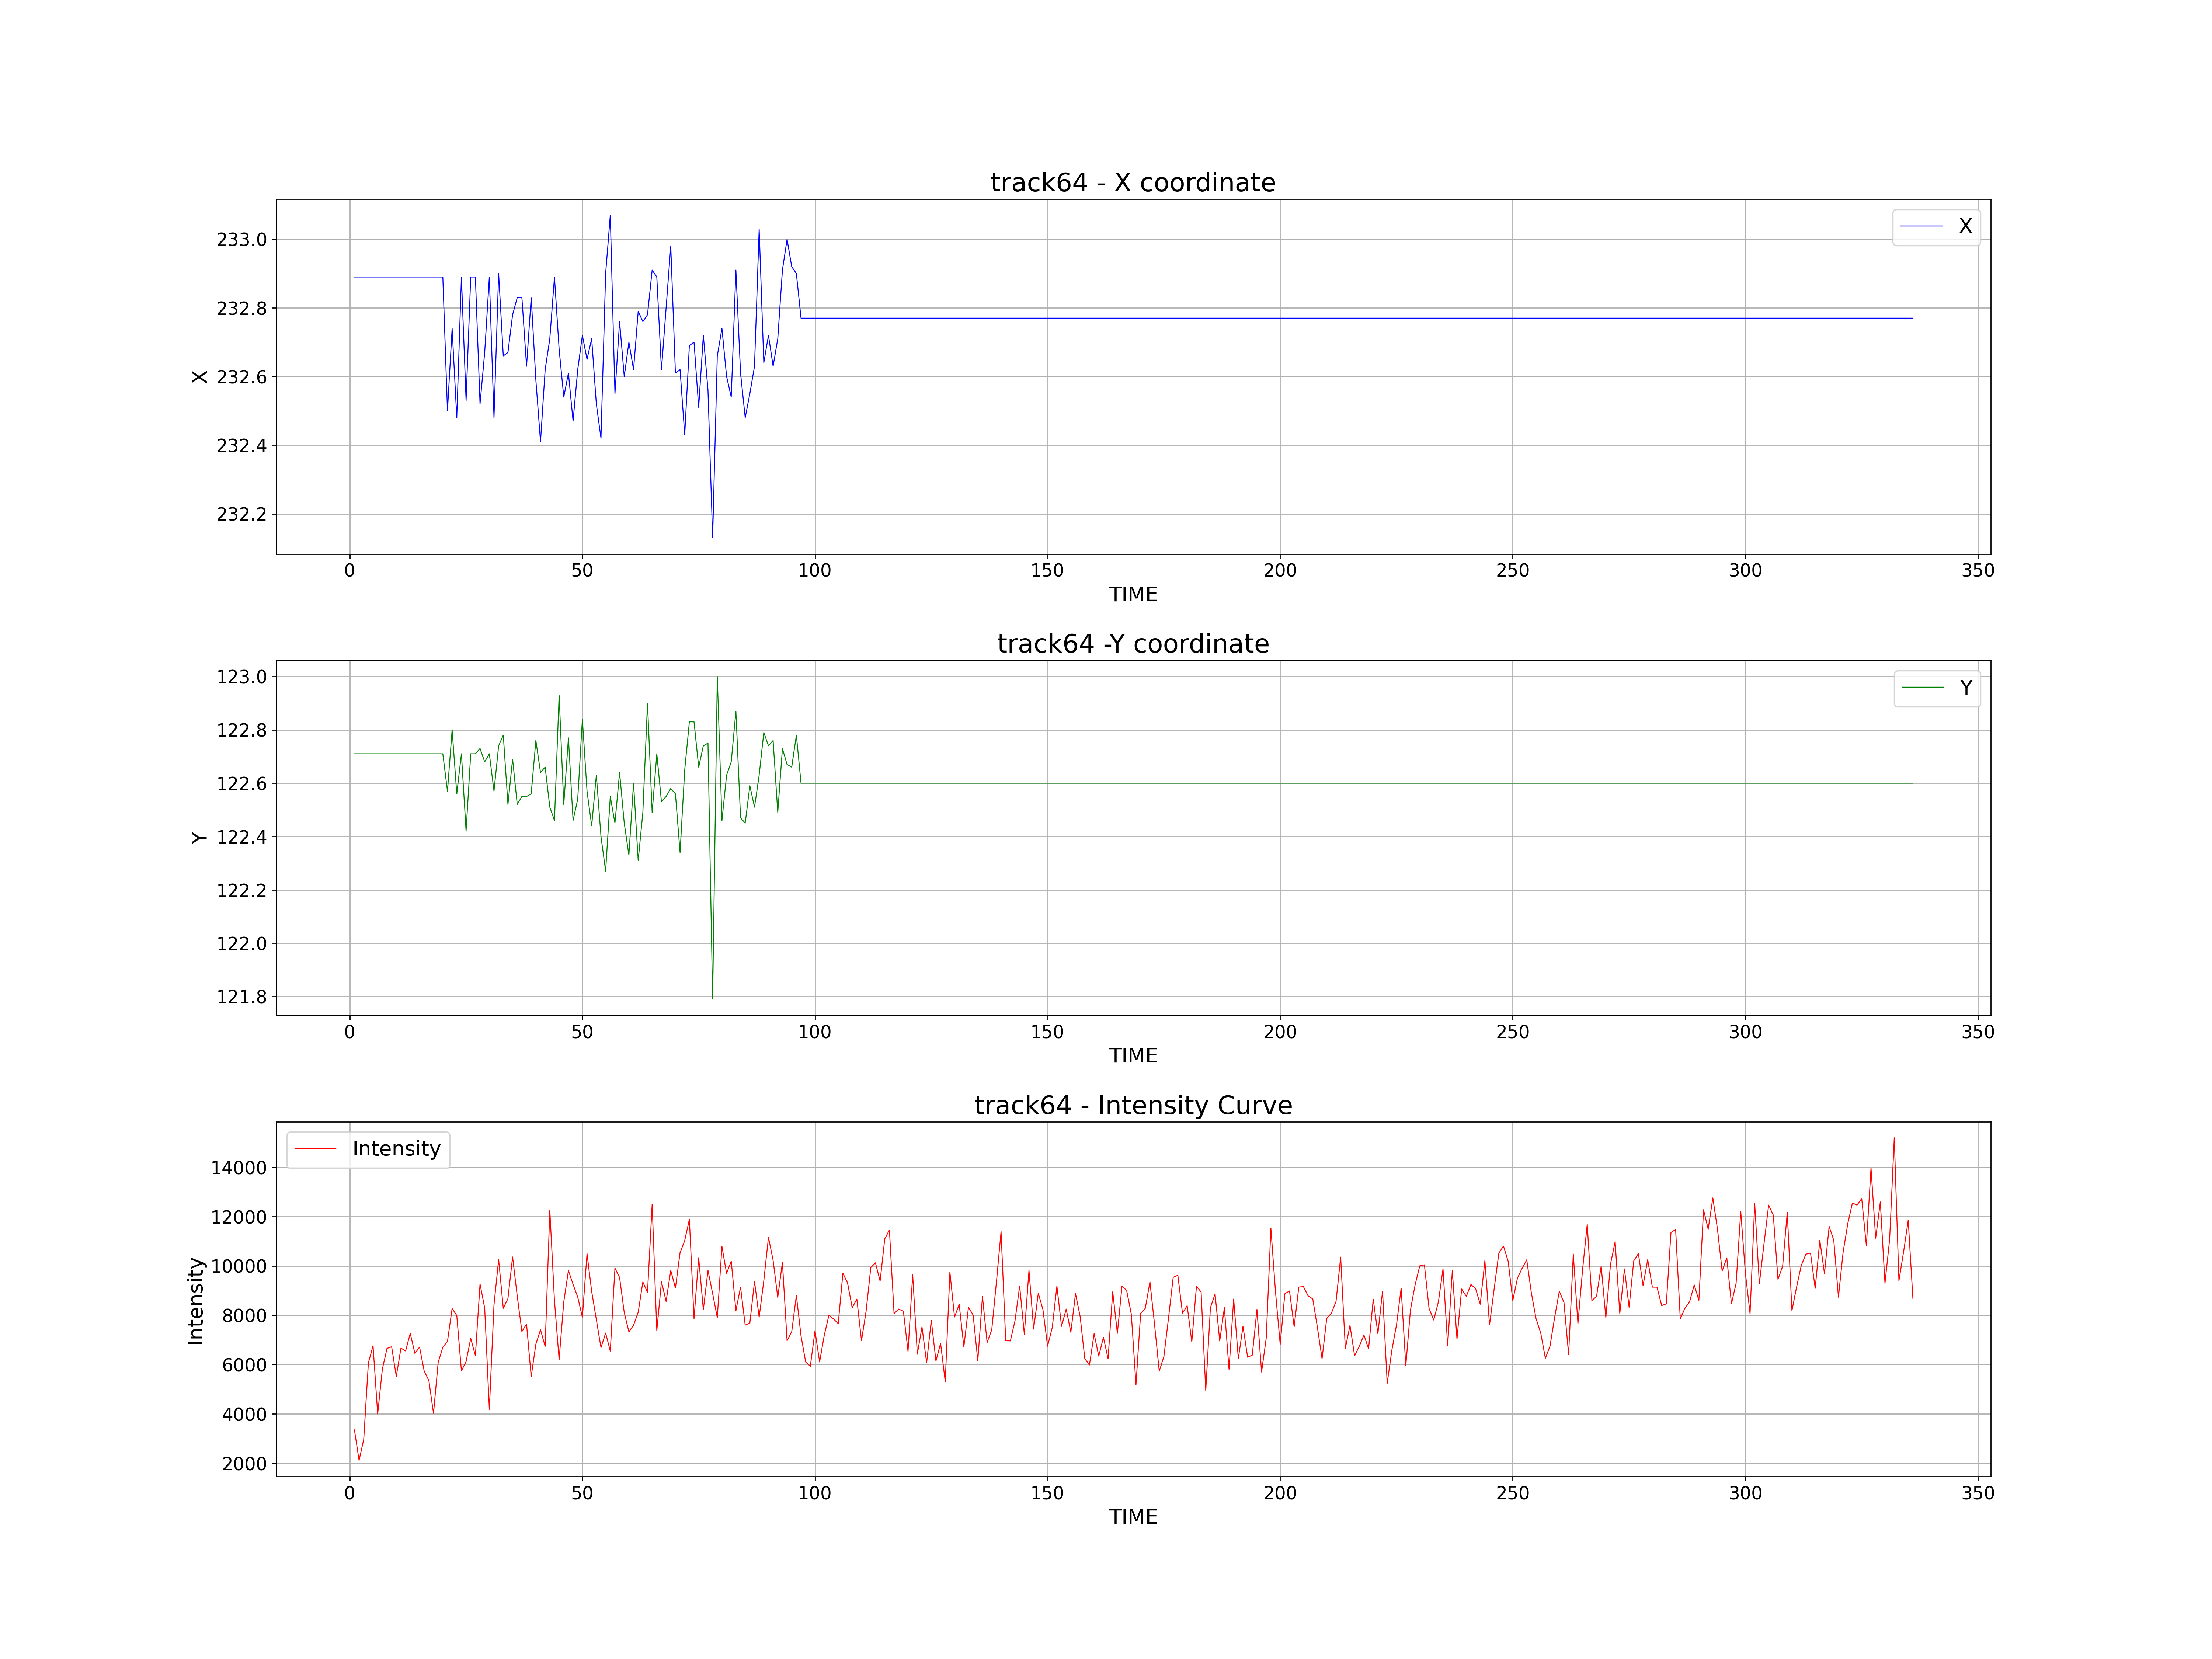 track64 - X coordinate
X
233.0
232.8
232.6
232.4
232.2
X
0 50 100 150 200 250 300 350
TIME
track64 -Y coordinate
Y
123.0
122.8
122.6
122.4
122.2
122.0
121.8
Y
0 50 100 150 200 250 300 350
TIME
track64 - Intensity Curve
Intensity
14000
12000
10000
8000
6000
4000
2000
Intensity
0 50 100 150 200 250 300 350
TIME